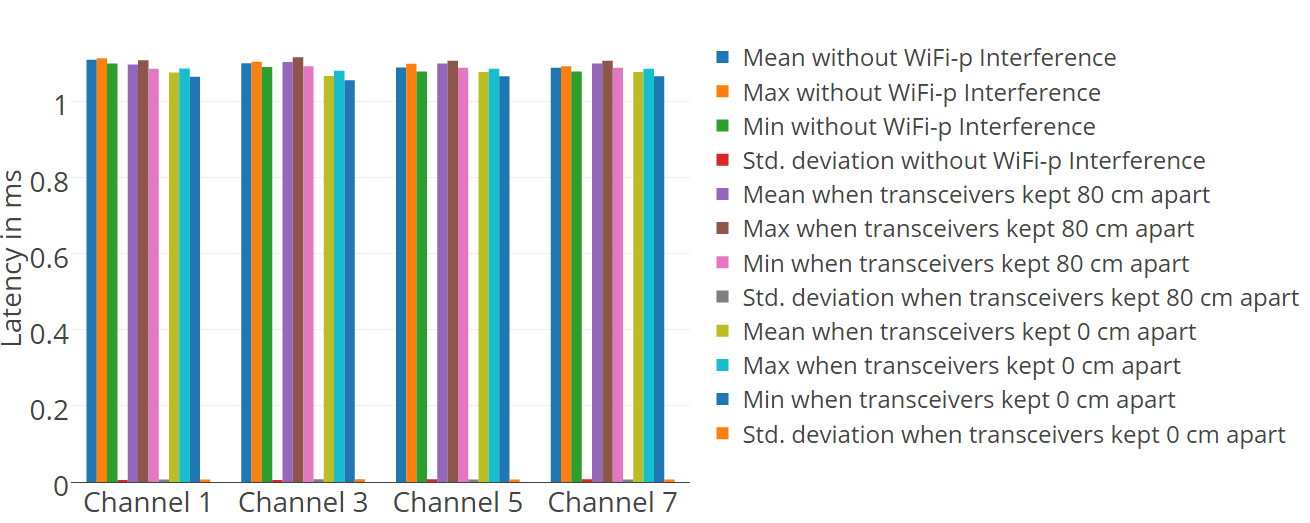 Latency in ms
1
0.8
0.6
0.4
0.2
0
Channel 1
Channel 3
Channel 5
Channel 7
Mean without WiFi-p Interference
Max without WiFi-p Interference
Min without WiFi-p Interference
Std. deviation without WiFi-p Interference
Mean when transceivers kept 80 cm apart
Max when transceivers kept 80 cm apart
Min when transceivers kept 80 cm apart
Std. deviation when transceivers kept 80 cm apart
Mean when transceivers kept 0 cm apart
Max when transceivers kept 0 cm apart
Min when transceivers kept 0 cm apart
Std. deviation when transceivers kept 0 cm apart